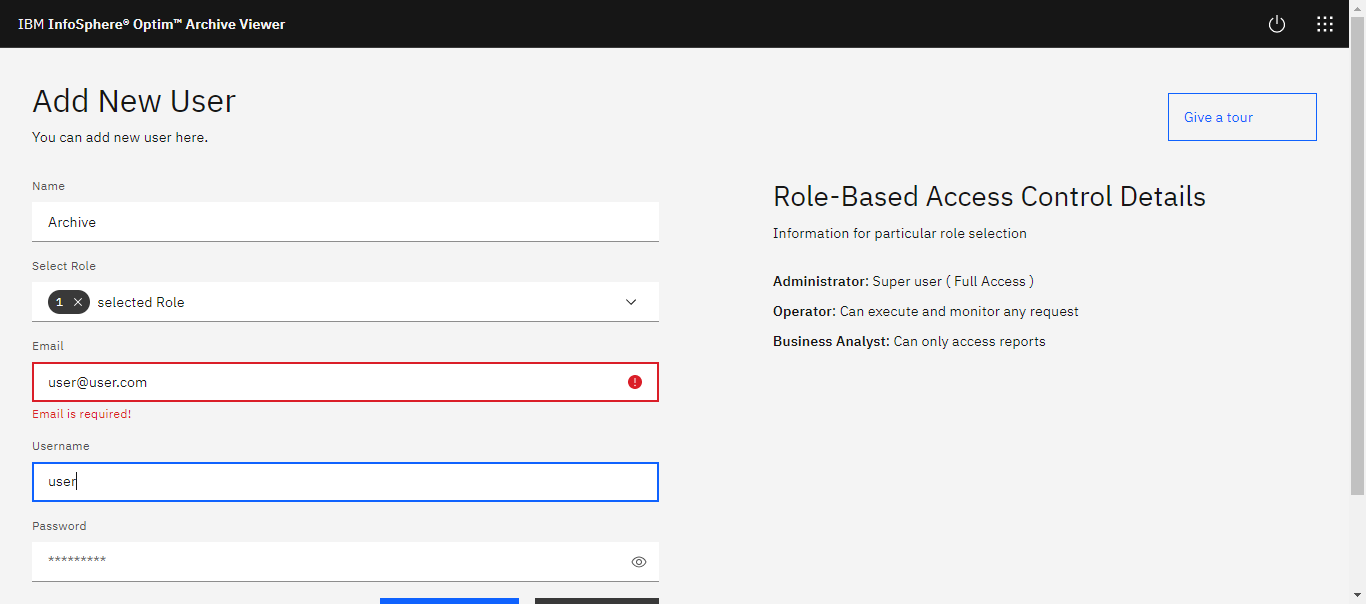 IBM InfoSphere® Optim™ Archive Viewer
Add New User
You can add new user here.
Give a tour
Name
Archive
Select Role
1 selected Role
Email
user@user.com
Email is required!
Username
user
Password
*********
Role-Based Access Control Details
Information for particular role selection
Administrator: Super user ( Full Access )
Operator: Can execute and monitor any request
Business Analyst: Can only access reports